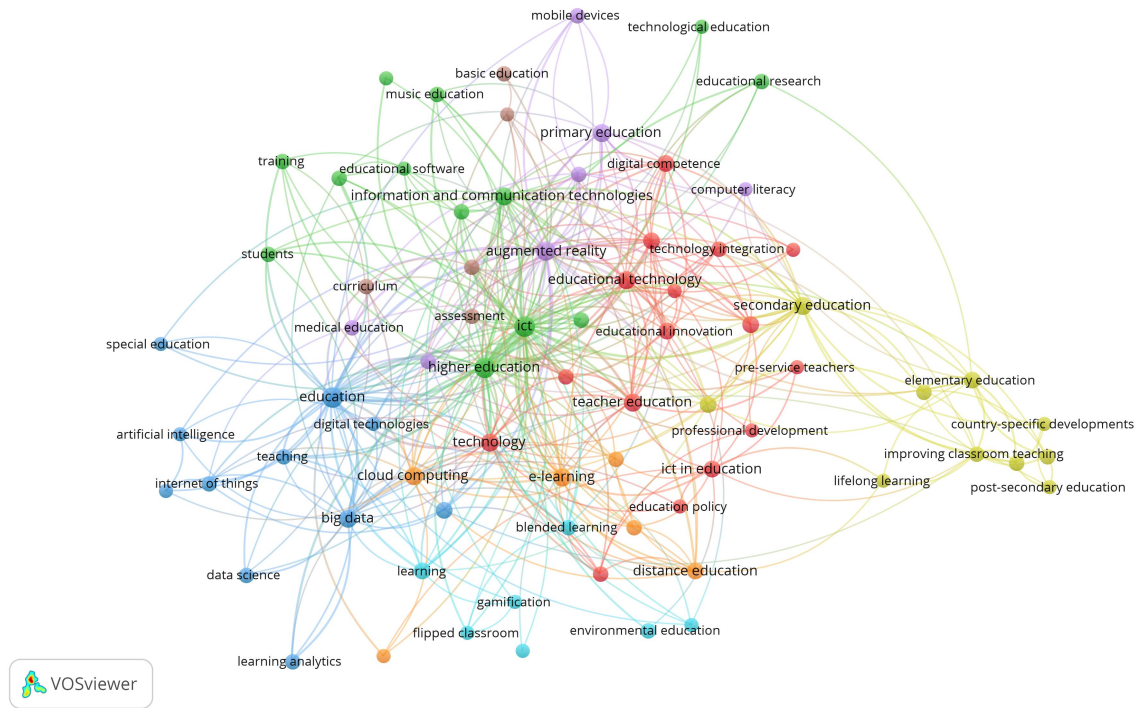 mobile devices
technological education
basic education
educational research
music education
primary education
training
educational software
digital competence
information and communication technologies
computer literacy
students
augmented reality
technology integration
educational technology
curriculum
secondary education
medical education
assessment
ict
educational innovation
special education
higher education
pre-service teachers
elementary education
education
teacher education
digital technologies
country-specific developments
artificial intelligence
technology
professional development
teaching
improving classroom teaching
cloud computing
e-learning
ict in education
internet of things
lifelong learning
post-secondary education
education policy
big data
blended learning
data science
learning
distance education
gamification
flipped classroom
environmental education
learning analytics
VOSviewer